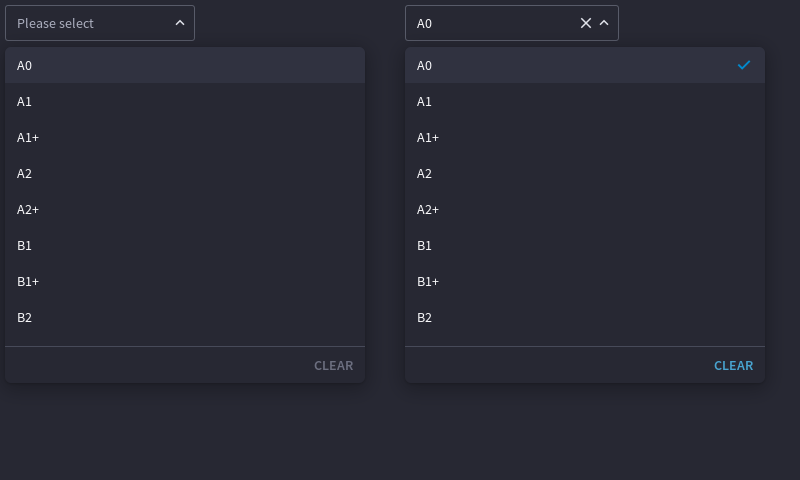 Please select
A0
A1
A1+
A2
A2+
B1
B1+
B2
CLEAR
A0
A0
A1
A1+
A2
A2+
B1
B1+
B2
CLEAR